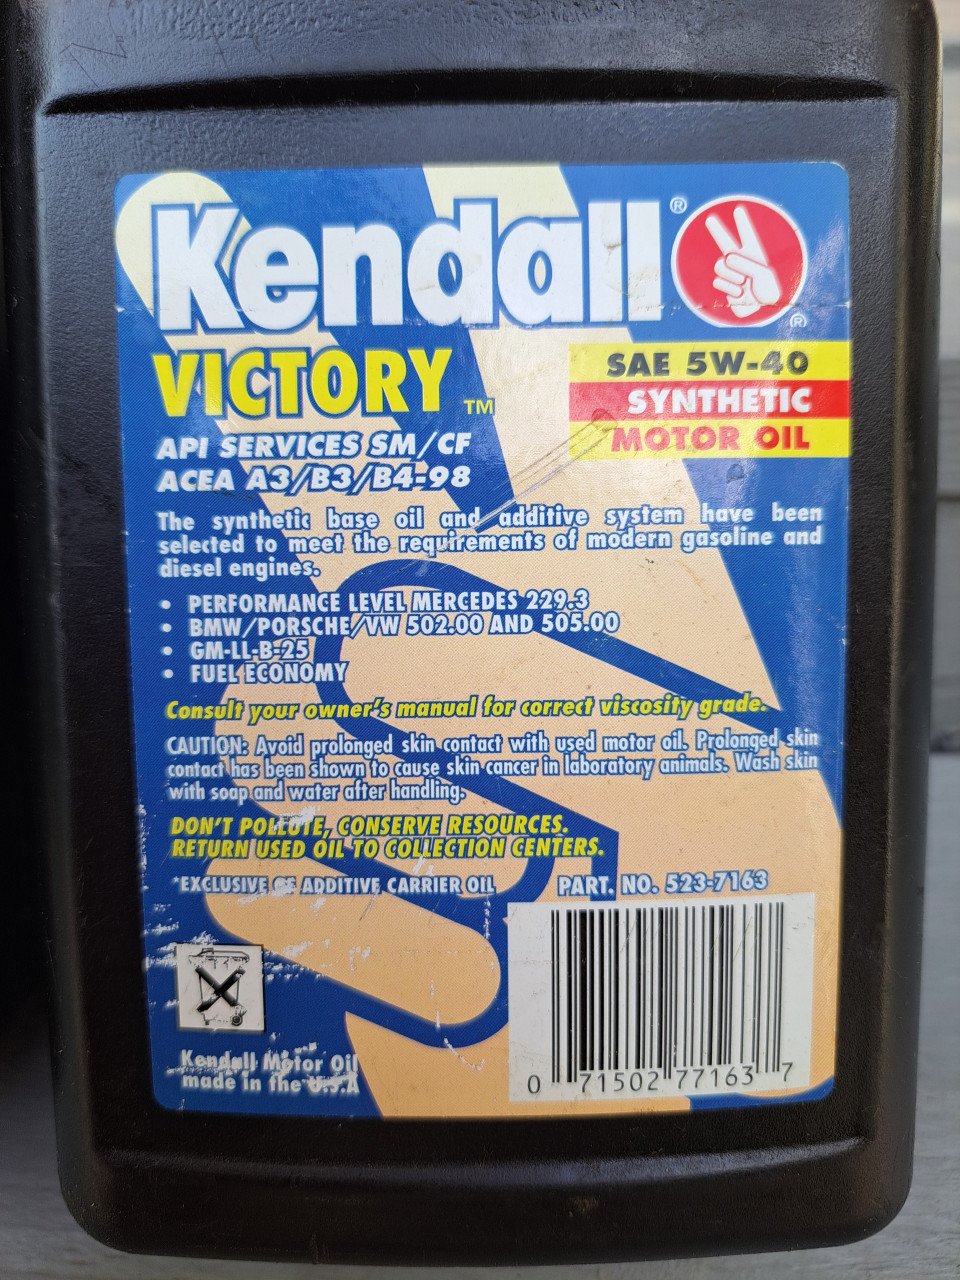 Kendall®
®
VICTORY™
SAE 5W-40
SYNTHETIC
MOTOR OIL
API SERVICES SM/CF
ACEA A3/B3/B4-98
The synthetic base oil and additive system have been
selected to meet the requirements of modern gasoline and
diesel engines.
• PERFORMANCE LEVEL MERCEDES 229.3
• BMW/PORSCHE/VW 502.00 AND 505.00
• GM-LL-B-25
• FUEL ECONOMY
Consult your owner's manual for correct viscosity grade.
CAUTION: Avoid prolonged skin contact with used motor oil. Prolonged skin
contact has been shown to cause skin cancer in laboratory animals. Wash skin
with soap and water after handling.
DON'T POLLUTE, CONSERVE RESOURCES.
RETURN USED OIL TO COLLECTION CENTERS.
*EXCLUSIVE OF ADDITIVE CARRIER OIL
PART. NO. 523-7163
0 71502 77163 7
Kendall Motor Oil
made in the U.S.A